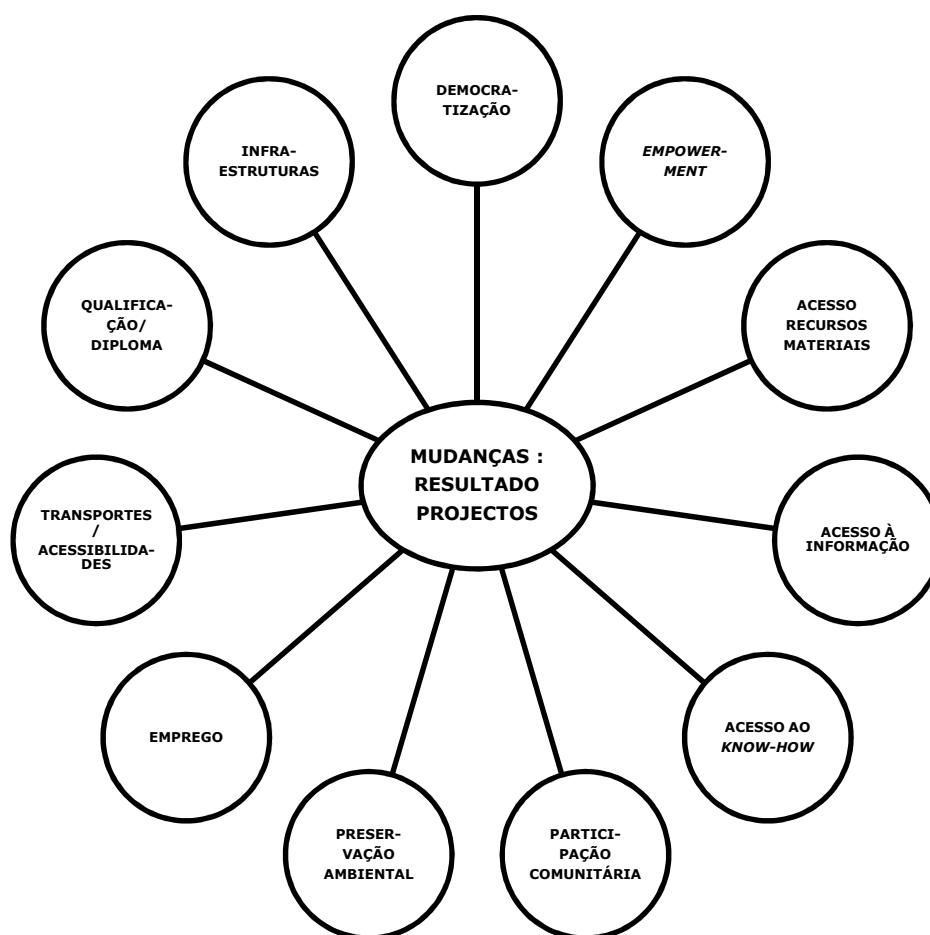 DEMOCRA-
TIZAÇÃO
INFRA-
ESTRUTURAS
EMPOWER-
MENT
QUALIFICA-
ÇÃO/
DIPLOMA
ACESSO
RECURSOS
MATERIAIS
MUDANÇAS :
RESULTADO
PROJECTOS
TRANSPORTES
/
ACESSIBILIDA-
DES
ACESSO À
INFORMAÇÃO
EMPREGO
ACESSO AO
KNOW-HOW
PRESER-
VAÇÃO
AMBIENTAL
PARTICI-
PAÇÃO
COMUNITÁRIA